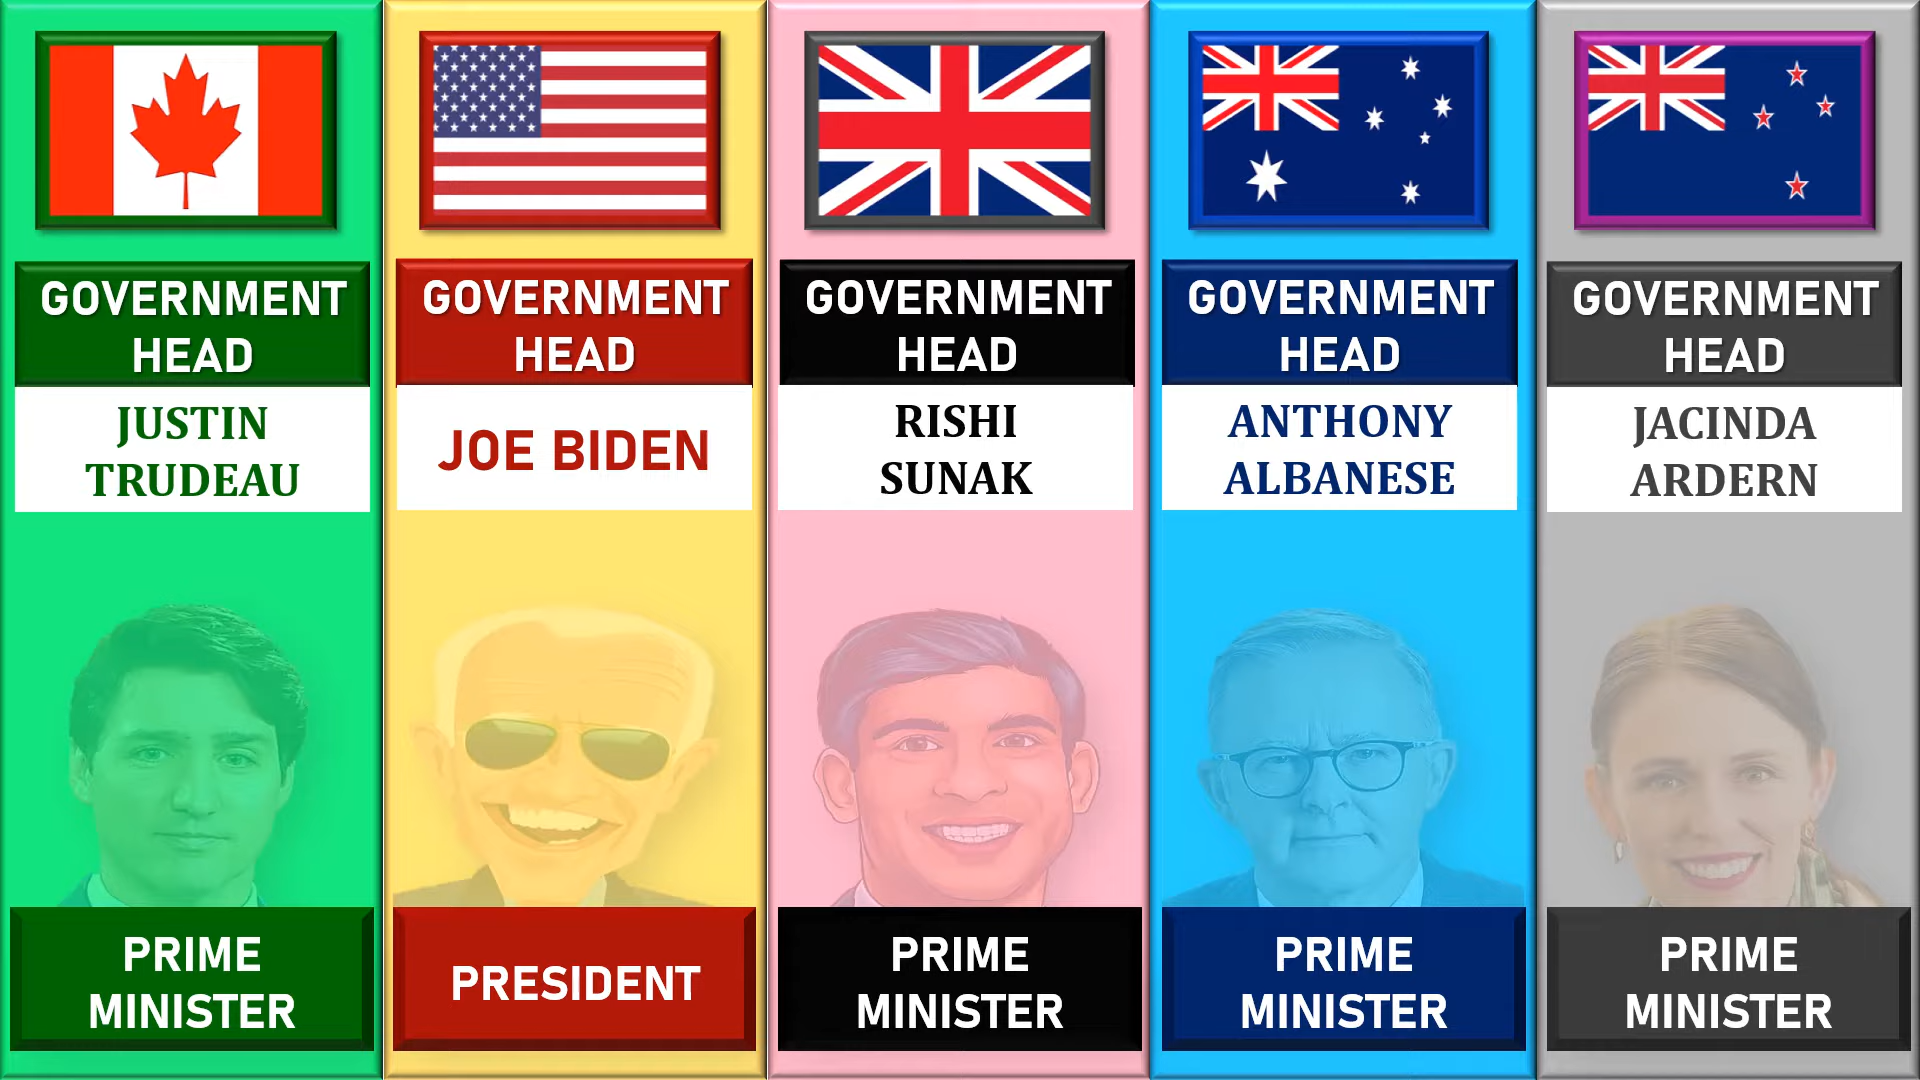 GOVERNMENT
HEAD
JUSTIN
TRUDEAU
PRIME
MINISTER
GOVERNMENT
HEAD
JOE BIDEN
PRESIDENT
GOVERNMENT
HEAD
RISHI
SUNAK
PRIME
MINISTER
GOVERNMENT
HEAD
ANTHONY
ALBANESE
PRIME
MINISTER
GOVERNMENT
HEAD
JACINDA
ARDERN
PRIME
MINISTER